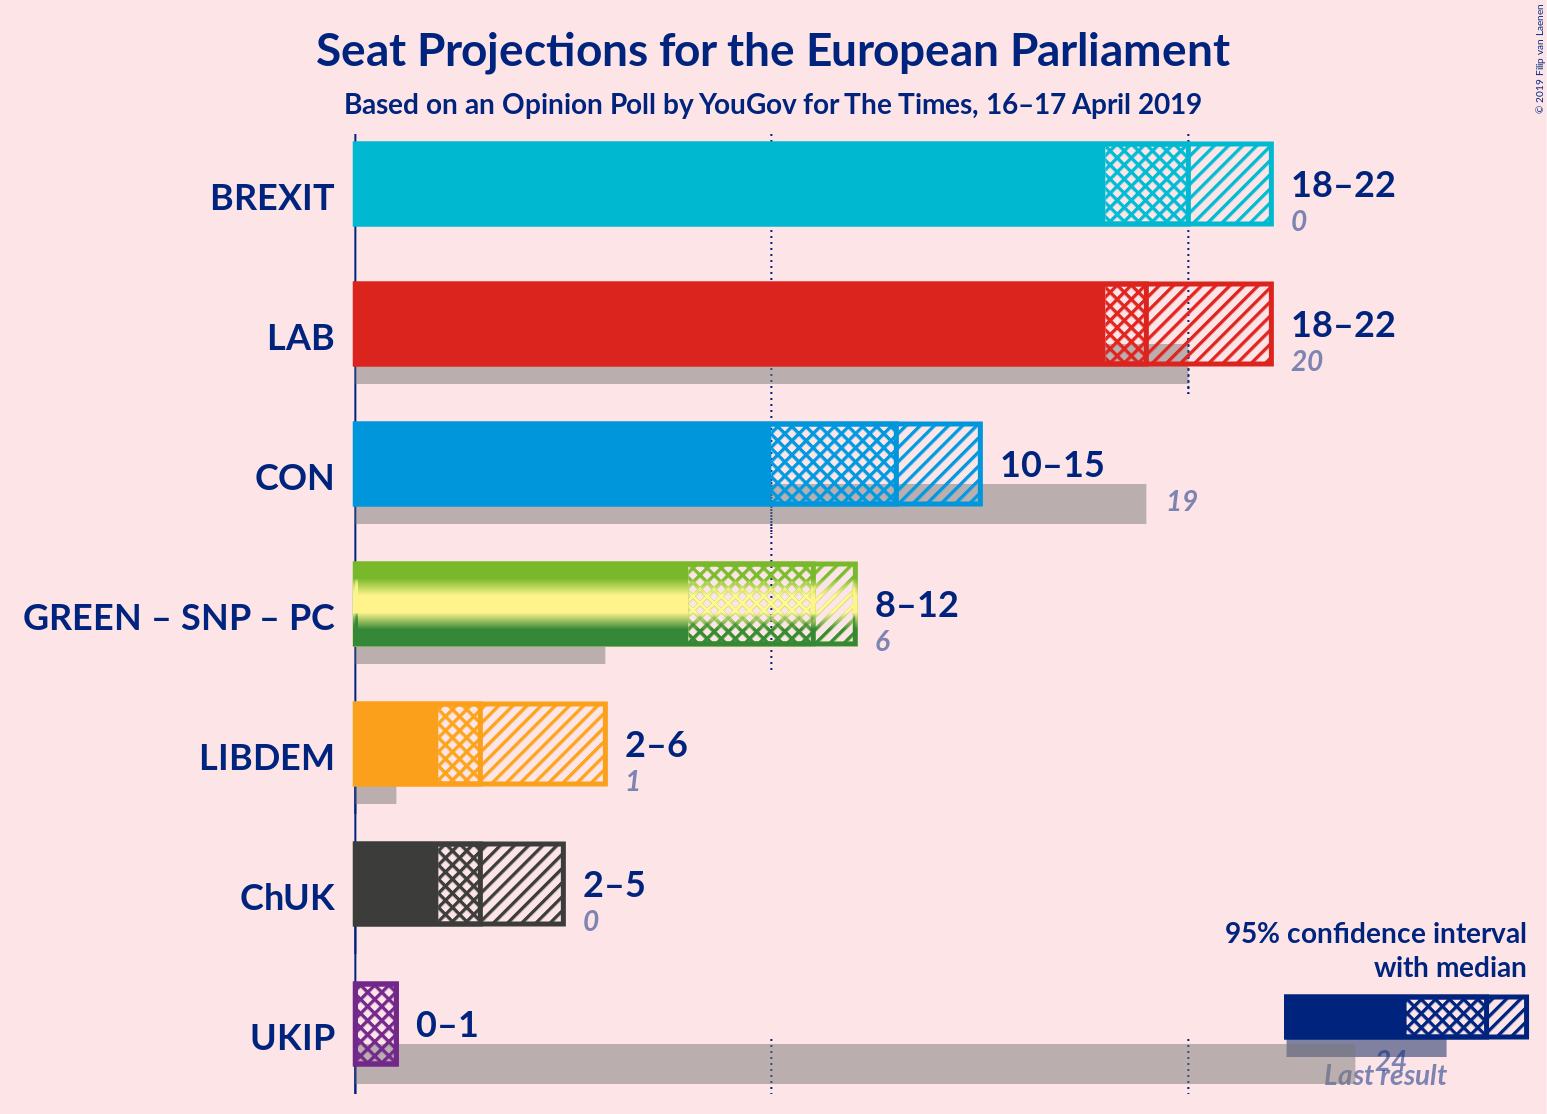 Seat Projections for the European Parliament
Based on an Opinion Poll by YouGov for The Times, 16–17 April 2019
© 2019 Filip van Laenen
BREXIT
18–22
0
LAB
18–22
20
CON
10–15
19
GREEN – SNP – PC
8–12
6
LIBDEM
2–6
1
ChUK
2–5
0
UKIP
0–1
24
95% confidence interval
with median
Last result